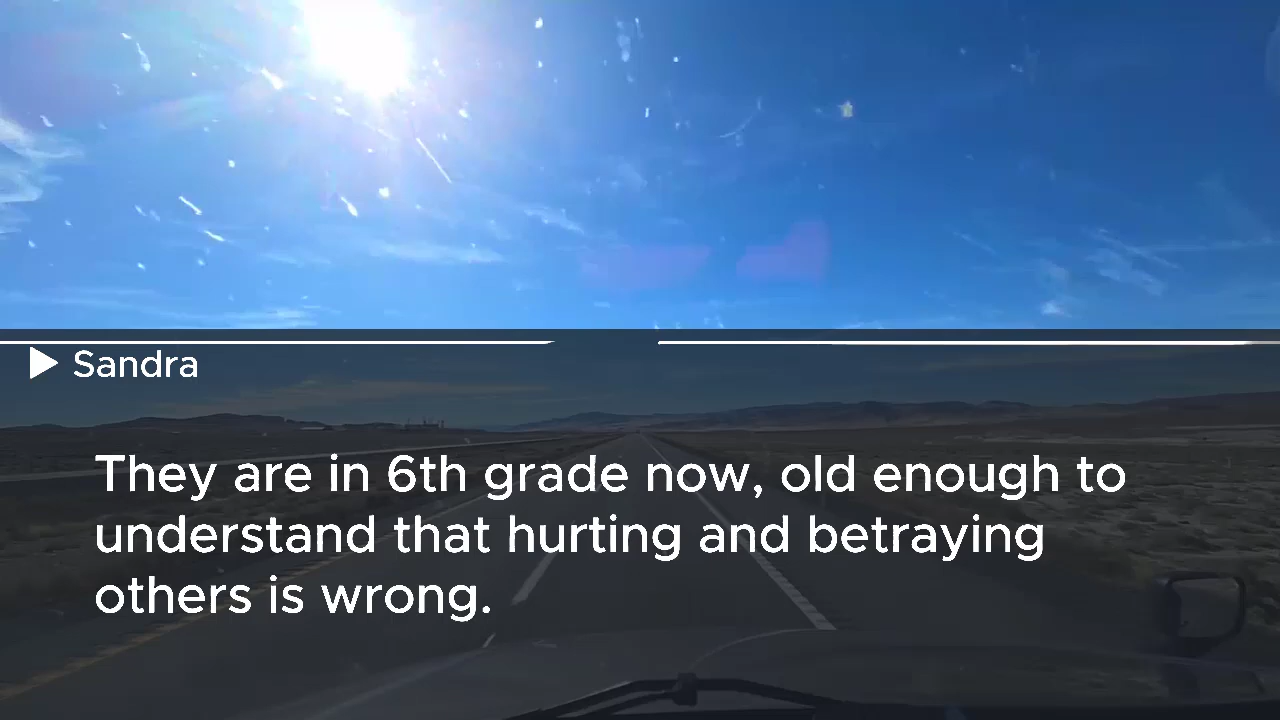 Sandra
They are in 6th grade now, old enough to
understand that hurting and betraying
others is wrong.